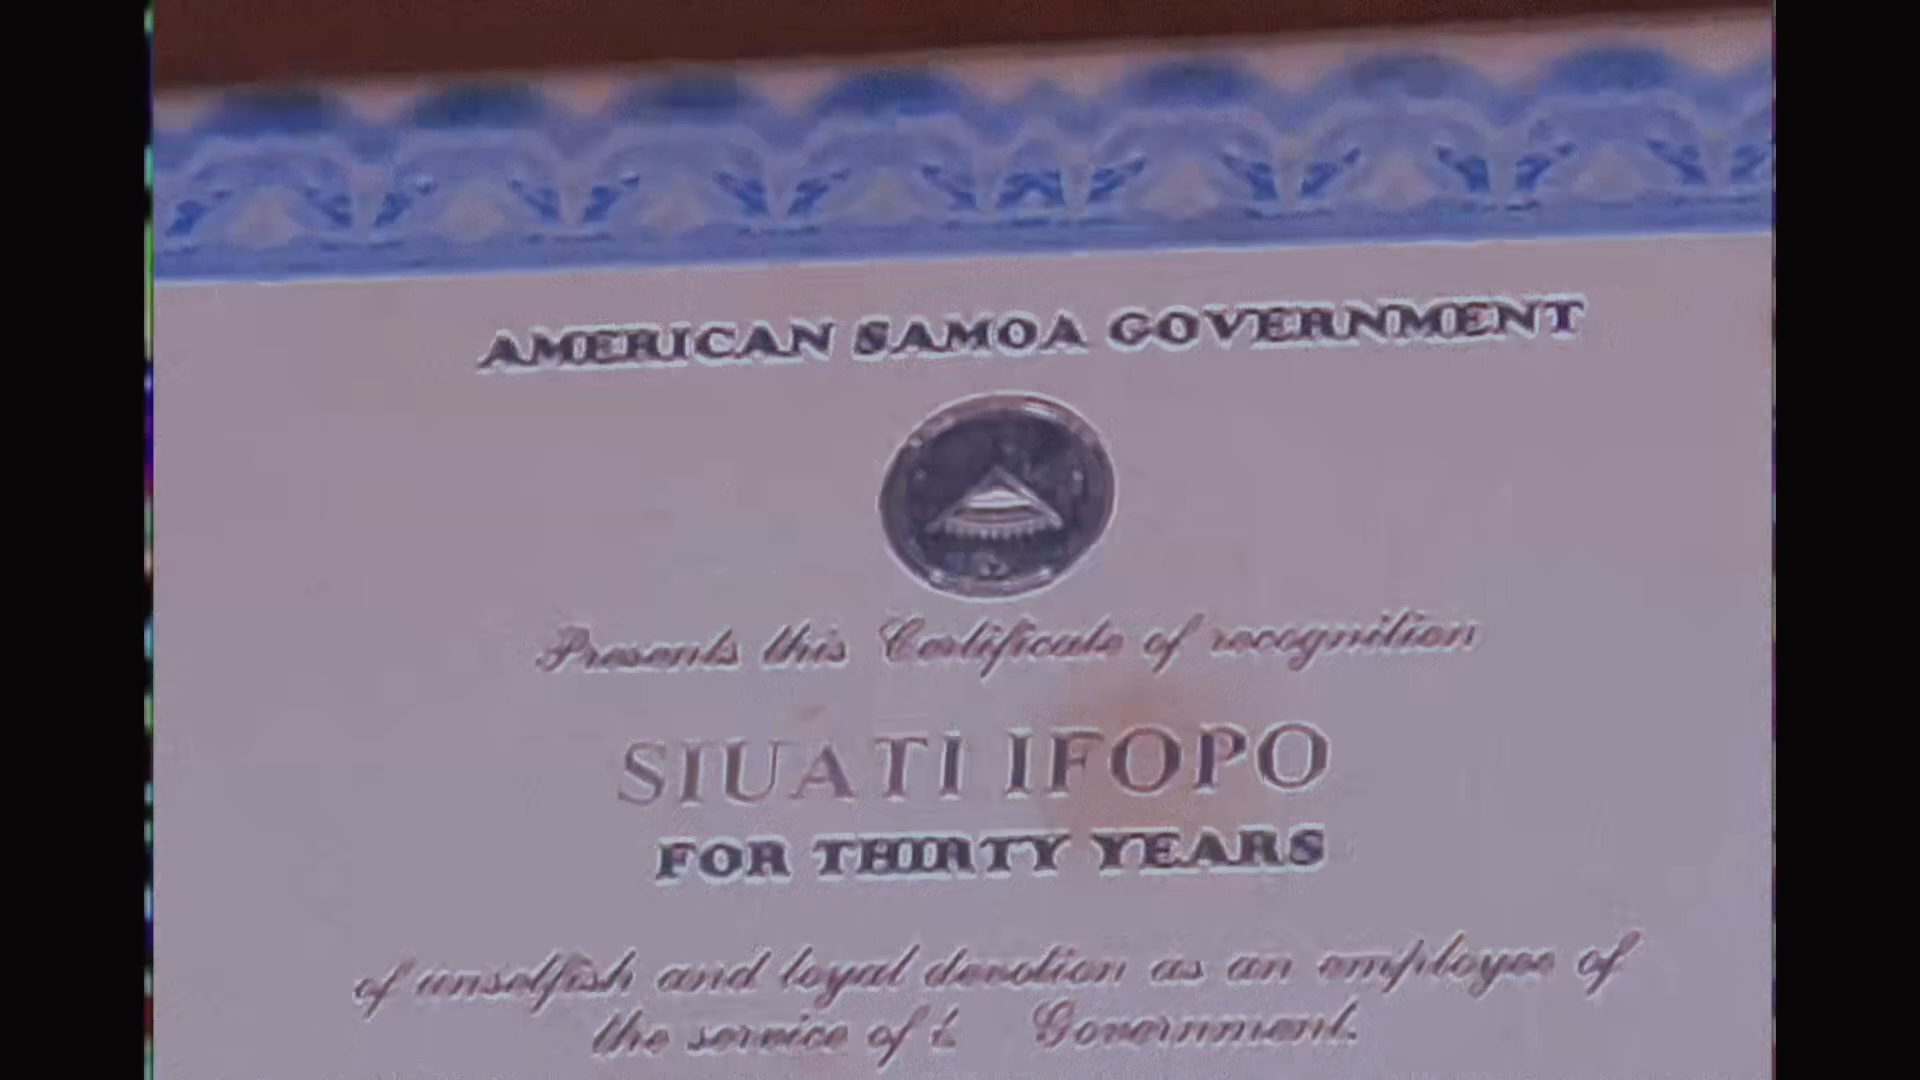 AMERICAN SAMOA GOVERNMENT
Presents this Certificate of recognition
SIUATI IFOPO
FOR THIRTY YEARS
of unselfish and loyal devotion as an employee of
the service of Government.